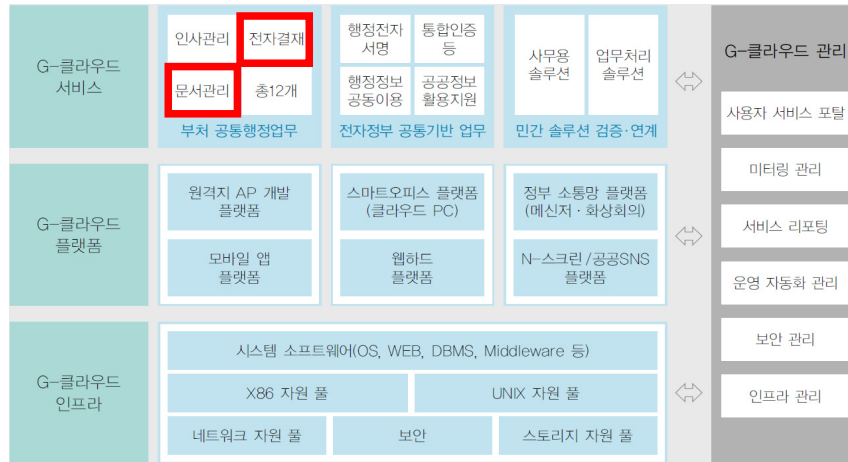 G-클라우드
서비스
인사관리
전자결재
문서관리
총12개
부처 공통행정업무
행정전자
서명
통합인증
등
행정정보
공동이용
공공정보
활용지원
전자정부 공통기반 업무
사무용
솔루션
업무처리
솔루션
민간 솔루션 검증·연계
G-클라우드
플랫폼
원격지 AP 개발
플랫폼
모바일 앱
플랫폼
스마트오피스 플랫폼
(클라우드 PC)
웹하드
플랫폼
정부 소통망 플랫폼
(메신저·화상회의)
N-스크린/공공SNS
플랫폼
G-클라우드
인프라
시스템 소프트웨어(OS, WEB, DBMS, Middleware 등)
X86 자원 풀
UNIX 자원 풀
네트워크 자원 풀
보안
스토리지 자원 풀
G-클라우드 관리
사용자 서비스 포탈
미터링 관리
서비스 리포팅
운영 자동화 관리
보안 관리
인프라 관리